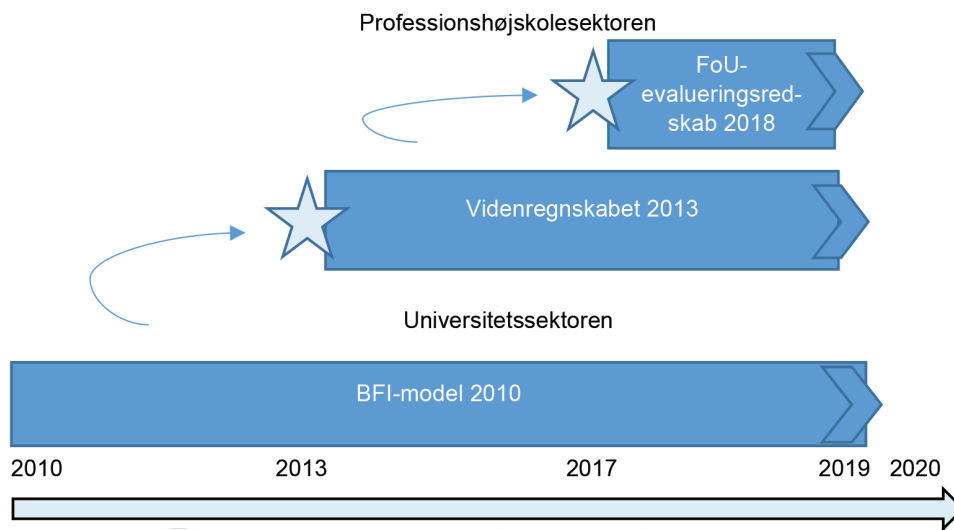 Professionshøjskolesektoren
FoU-
evalueringsred-
skab 2018
Videnregnskabet 2013
Universitetssektoren
BFI-model 2010
2010 2013 2017 2019 2020